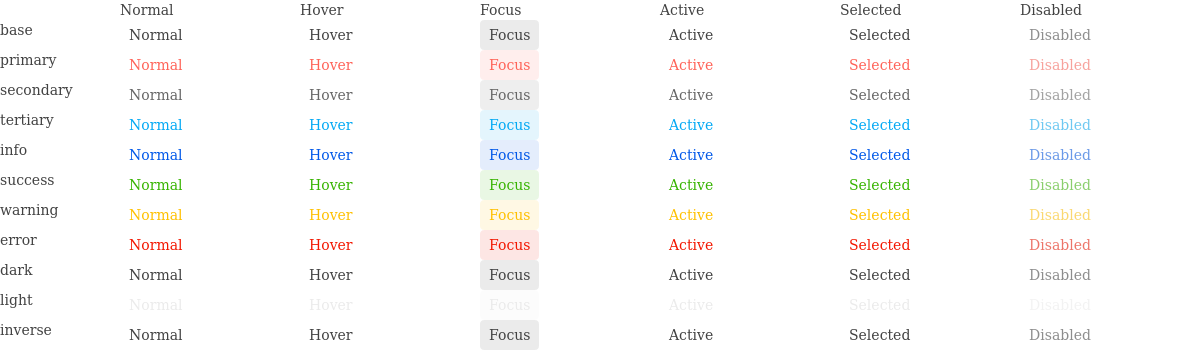 Normal Hover Focus Active Selected Disabled
base Normal Hover Focus Active Selected Disabled
primary Normal Hover Focus Active Selected Disabled
secondary Normal Hover Focus Active Selected Disabled
tertiary Normal Hover Focus Active Selected Disabled
info Normal Hover Focus Active Selected Disabled
success Normal Hover Focus Active Selected Disabled
warning Normal Hover Focus Active Selected Disabled
error Normal Hover Focus Active Selected Disabled
dark Normal Hover Focus Active Selected Disabled
light Normal Hover Focus Active Selected Disabled
inverse Normal Hover Focus Active Selected Disabled